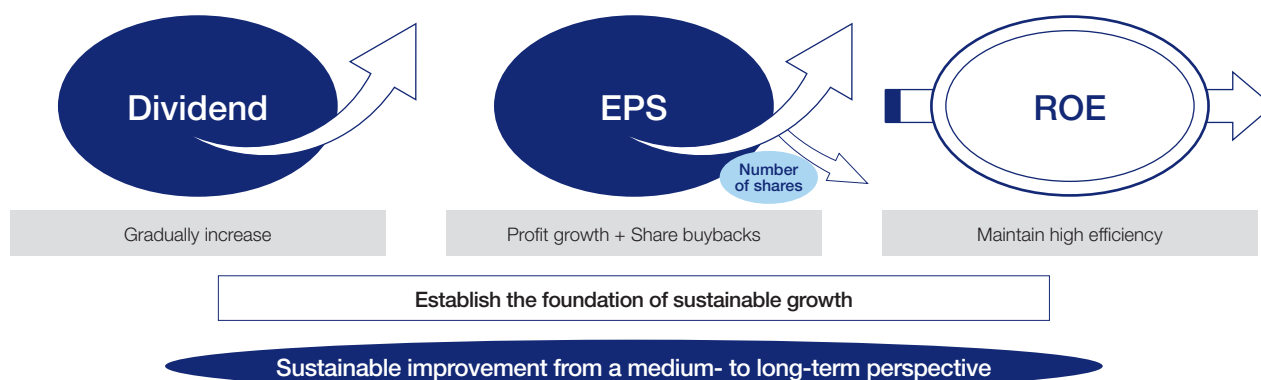 Dividend
EPS
ROE
Number
of shares
Gradually increase
Profit growth + Share buybacks
Maintain high efficiency
Establish the foundation of sustainable growth
Sustainable improvement from a medium- to long-term perspective